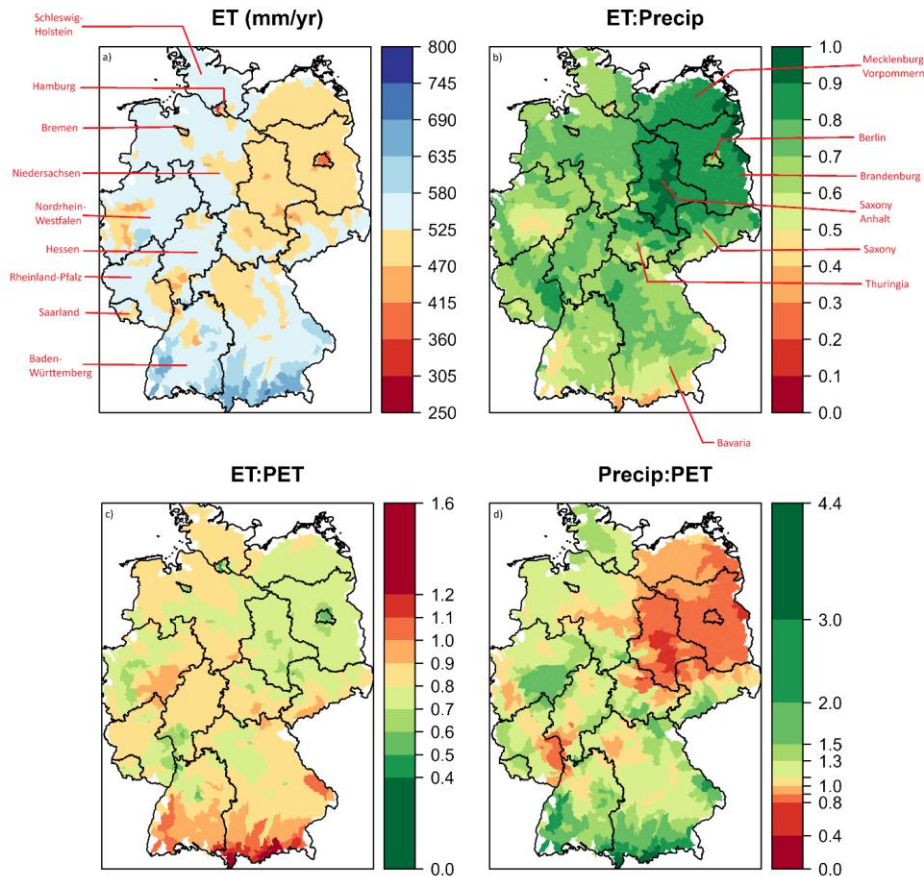 ET (mm/yr)
ET:Precip
a)
Schleswig-
Holstein
Hamburg
Bremen
Niedersachsen
Nordrhein-
Westfalen
Hessen
Rheinland-Pfalz
Saarland
Baden-
Württemberg
800
745
690
635
580
525
470
415
360
305
250
b)
1.0
0.9
0.8
0.7
0.6
0.5
0.4
0.3
0.2
0.1
0.0
Mecklenburg
Vorpommern
Berlin
Brandenburg
Saxony
Anhalt
Saxony
Thuringia
Bavaria
ET:PET
Precip:PET
c)
1.6
1.2
1.1
1.0
0.9
0.8
0.7
0.6
0.5
0.4
0.0
d)
4.4
3.0
2.0
1.5
1.3
1.0
0.8
0.4
0.0